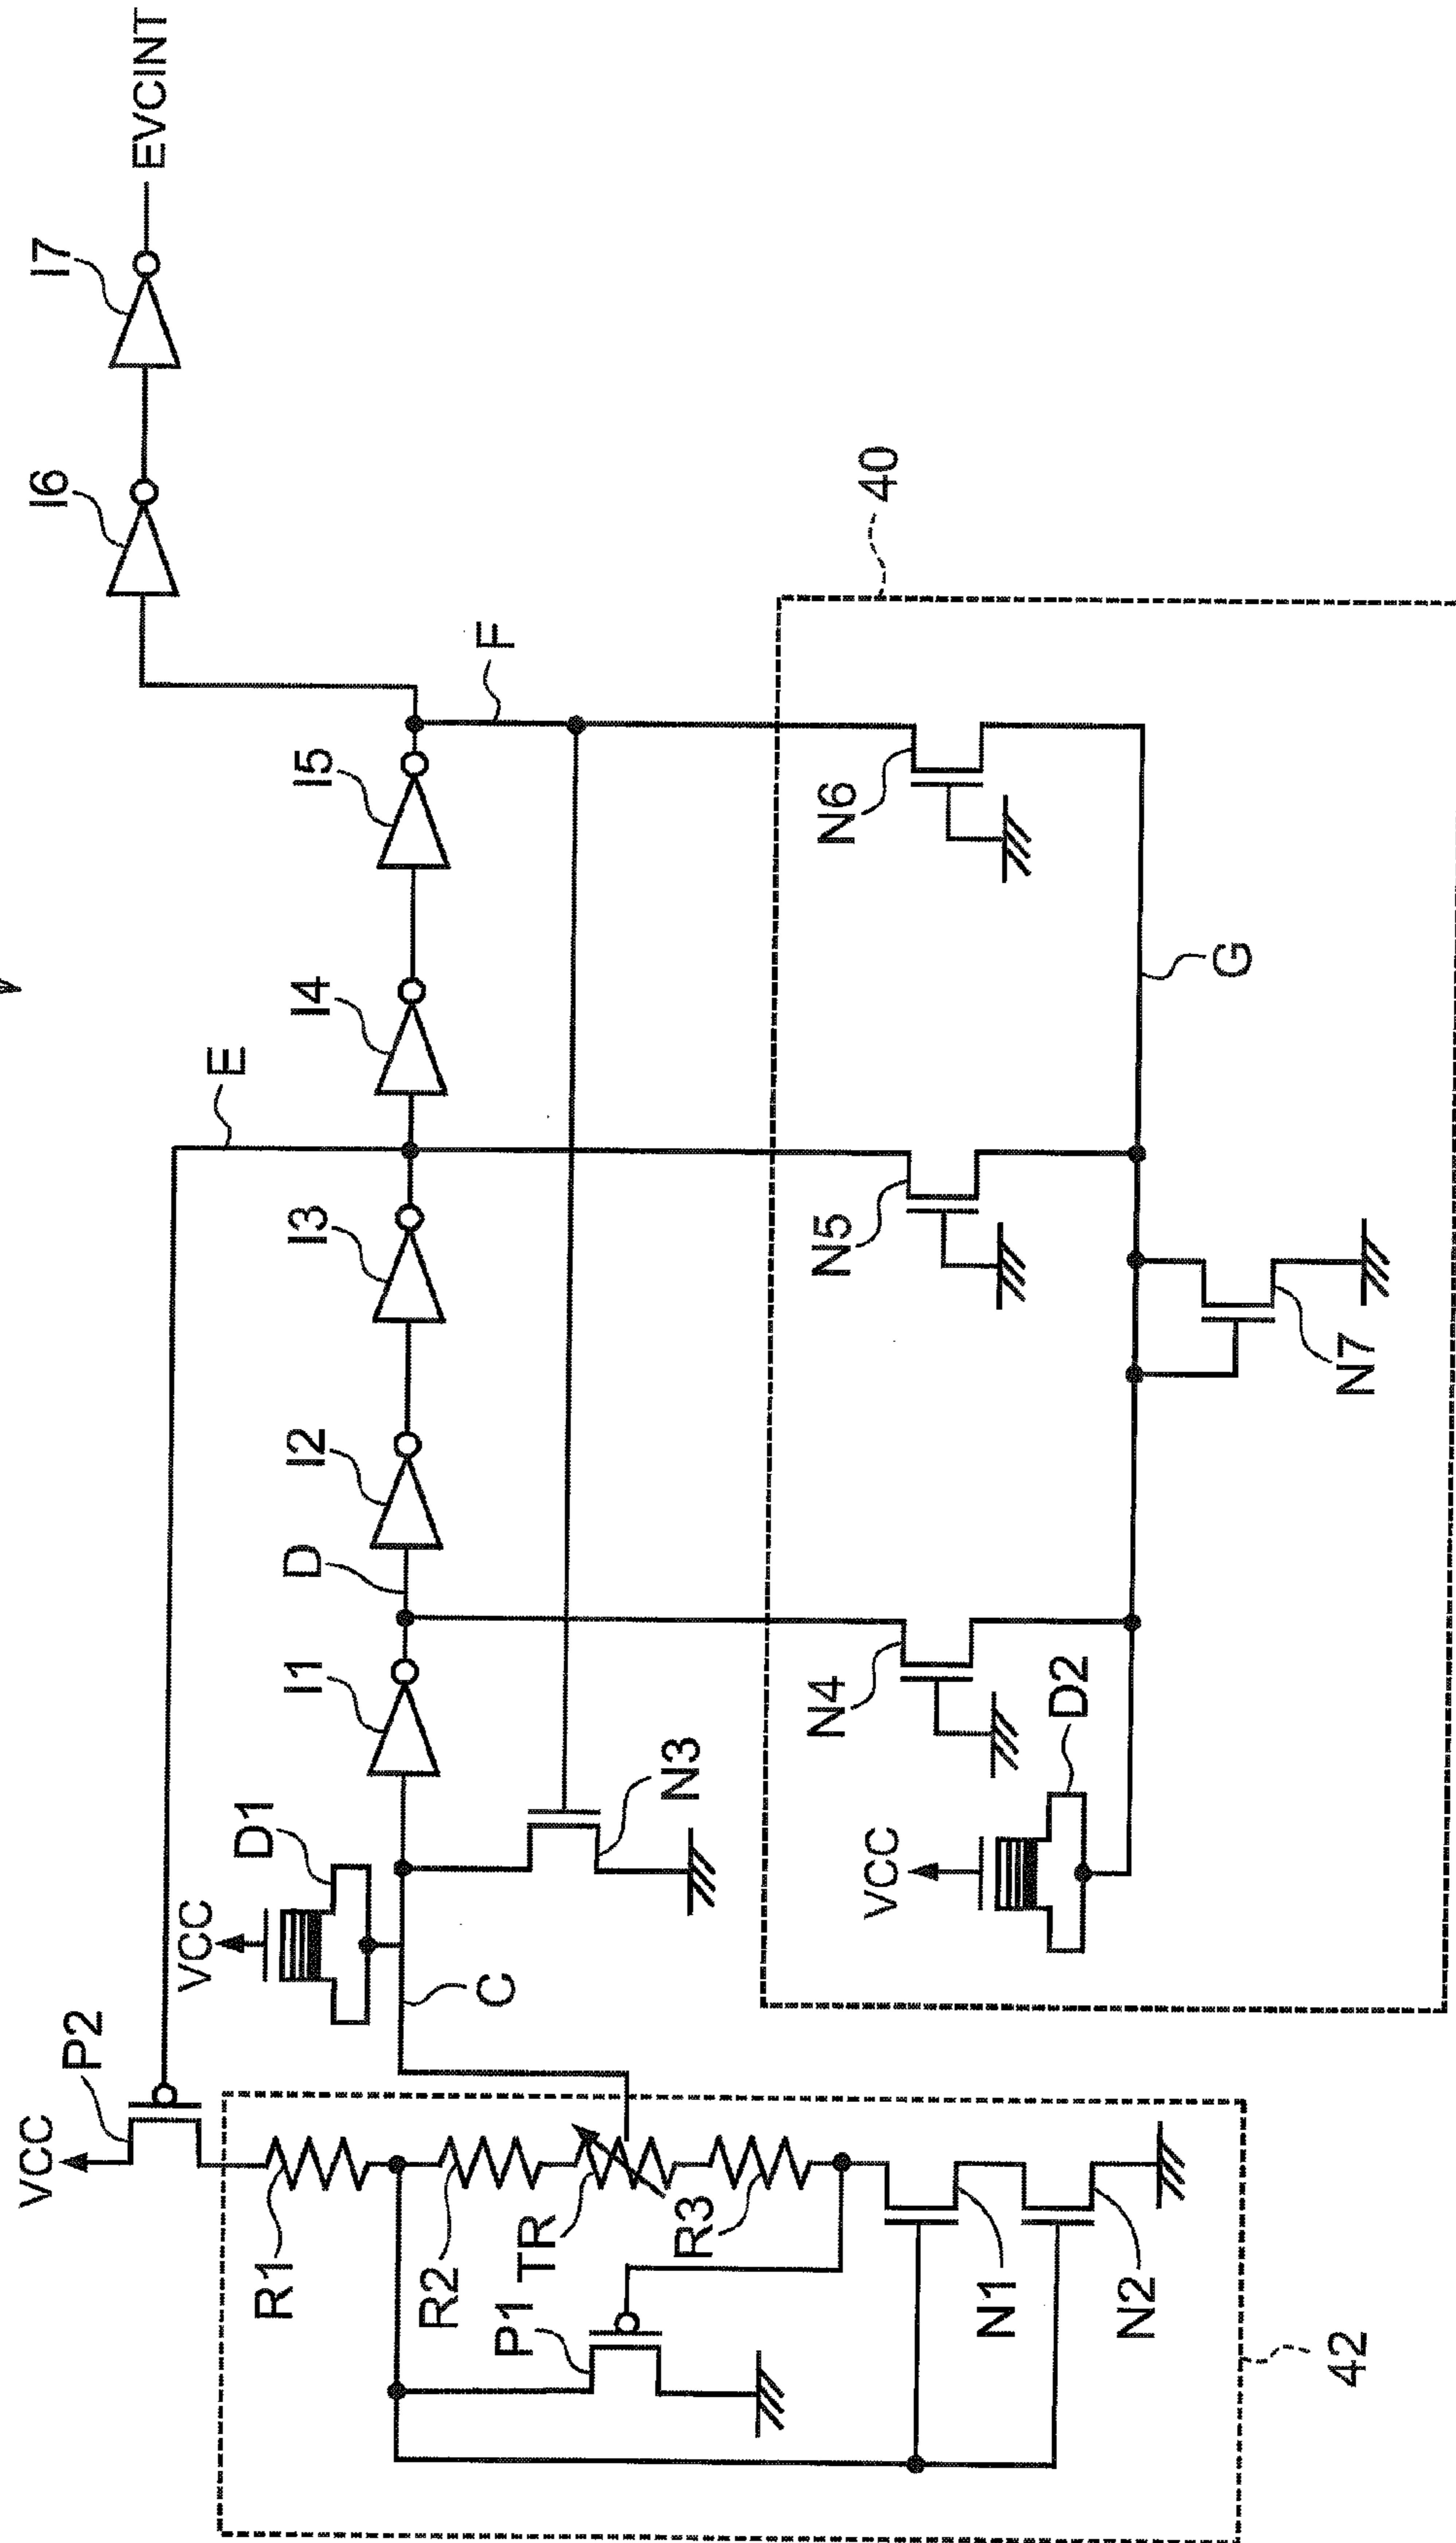 EVCINT
I7
I6
40
F
I5
N6
G
I4
E
I3
N5
N7
I2
D
I1
N4
D2
N3
D1
VCC
VCC
C
P2
VCC
R1
R2
TR
R3
P1
N1
N2
42